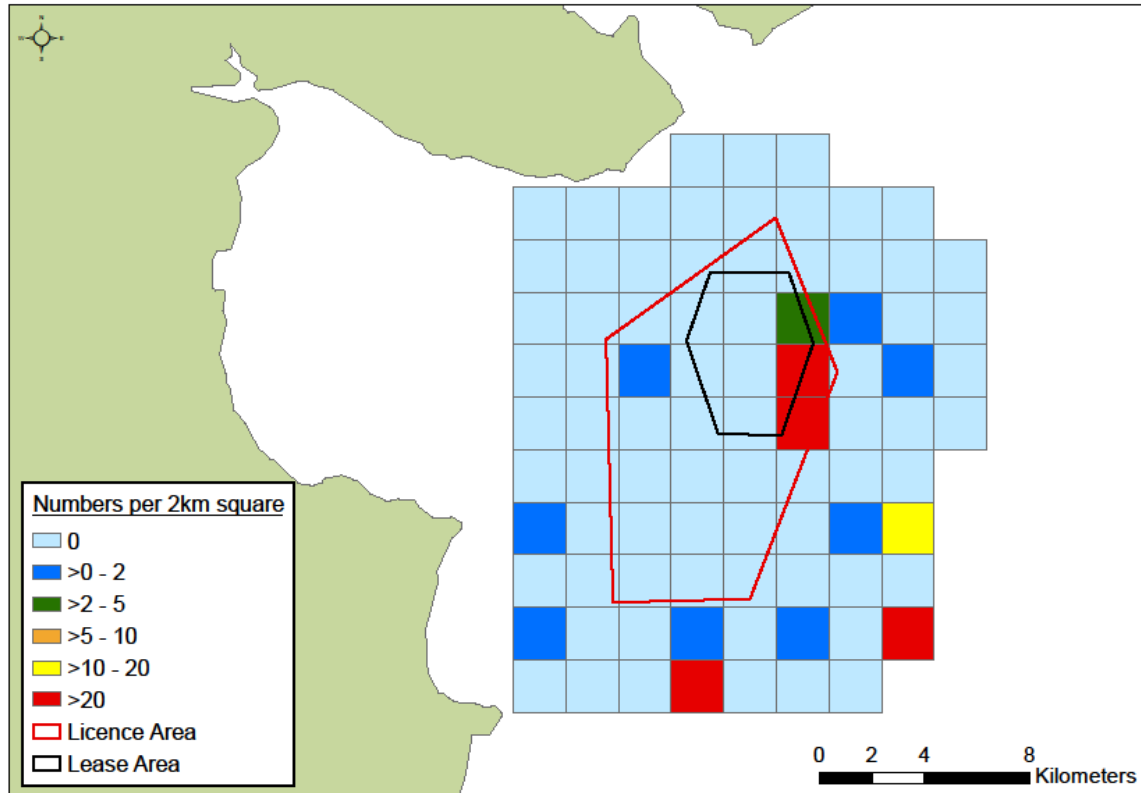 N
Numbers per 2km square
0
>0 - 2
>2 - 5
>5 - 10
>10 - 20
>20
Licence Area
Lease Area
0 2 4 8
Kilometers